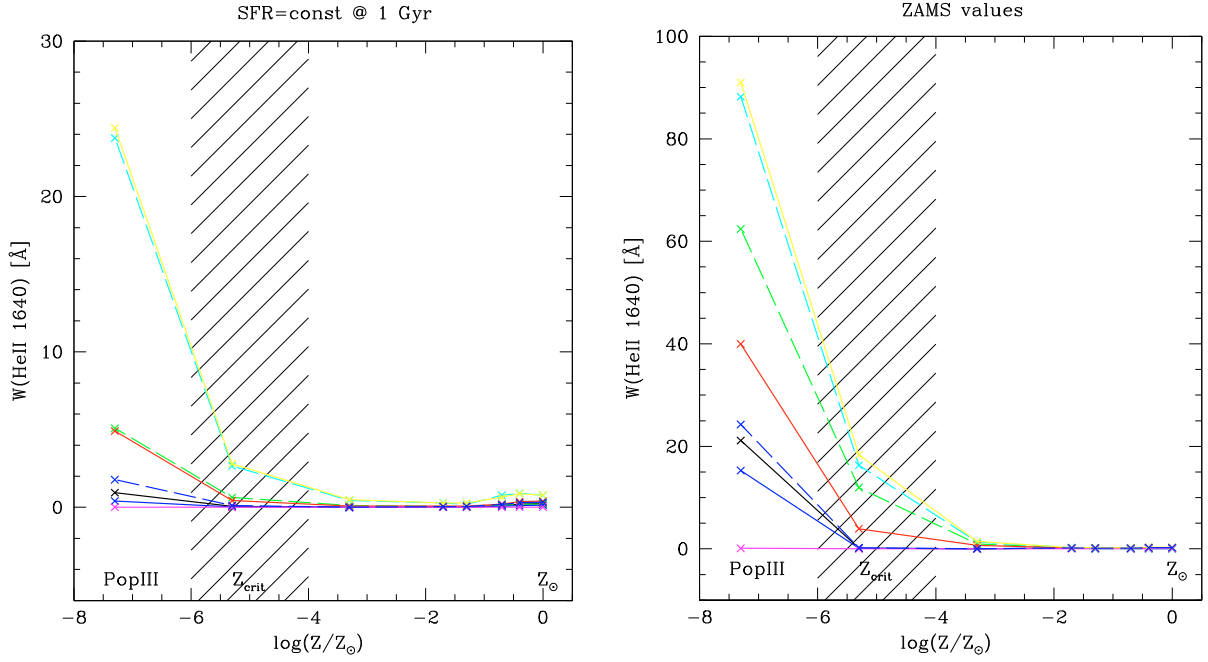 SFR=const @ 1 Gyr
30
20
10
0
W(HeII 1640) [Å]
PopIII
Z_crit
Z_⊙
−8
−6
−4
−2
0
log(Z/Z_⊙)
ZAMS values
100
80
60
40
20
0
−20
W(HeII 1640) [Å]
PopIII
Z_crit
Z_⊙
−8
−6
−4
−2
0
log(Z/Z_⊙)